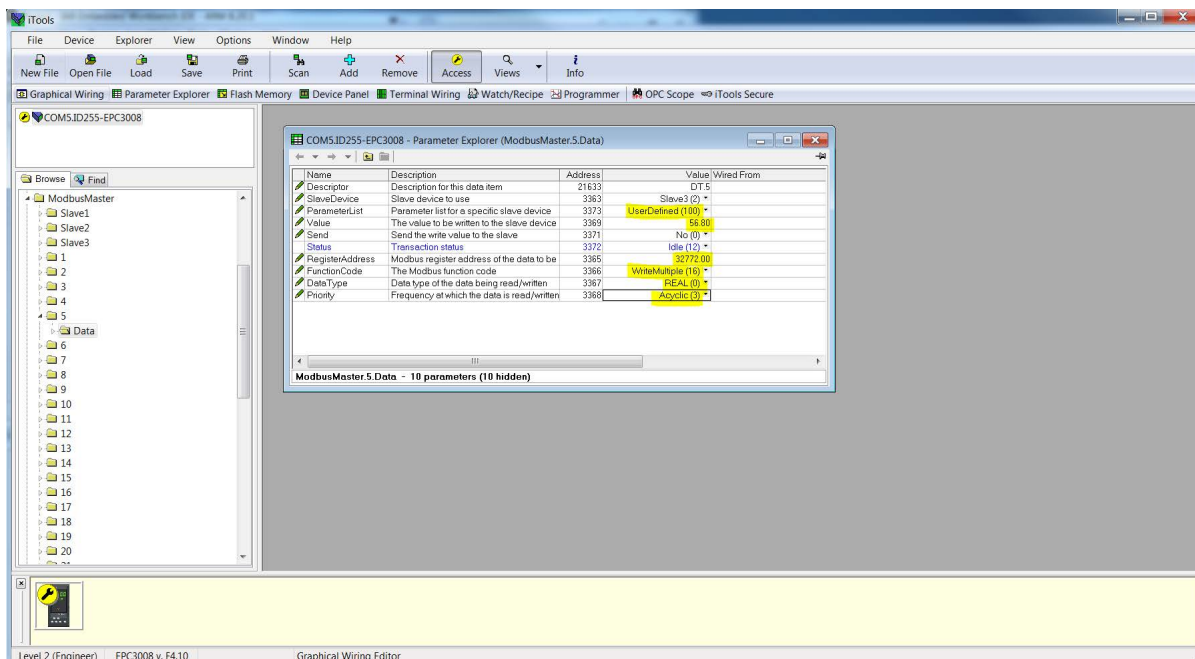 iTools
File Device Explorer View Options Window Help
New File Open File Load Save Print Scan Add Remove Access Views Info
Graphical Wiring Parameter Explorer Flash Memory Device Panel Terminal Wiring Watch/Recipe Programmer OPC Scope iTools Secure
COM5.ID255-EPC3008
Browse Find
ModbusMaster
Slave1
Slave2
Slave3
1
2
3
4
5
Data
6
7
8
9
10
11
12
13
14
15
16
17
18
19
20
COM5.ID255-EPC3008 - Parameter Explorer (ModbusMaster.5.Data)
Name Description Address Value Wired From
Descriptor Description for this data item 21633 DT.5
SlaveDevice Slave device to use 3363 Slave3 (2)
ParameterList Parameter list for a specific slave device 3373 UserDefined (100)
Value The value to be written to the slave device 3369 56.80
Send Send the write value to the slave 3371 No (0)
Status Transaction status 3372 Idle (12)
RegisterAddress Modbus register address of the data to be 3365 32772.00
FunctionCode The Modbus function code 3366 WriteMultiple (16)
DataType Data type of the data being read/written 3367 REAL (0)
Priority Frequency at which the data is read/written 3368 Acyclic (3)
ModbusMaster.5.Data - 10 parameters (10 hidden)
Level 2 (Engineer) EPC3008 v. F4.10 Graphical Wiring Editor